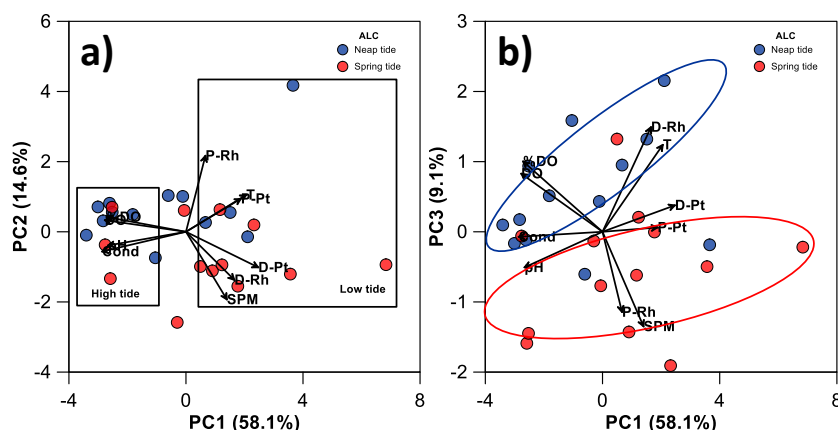 a)
ALC
Neap tide
Spring tide
6
4
2
0
-2
-4
PC2 (14.6%)
P-Rh
T
P-Pt
%DO
DO
pH
Cond
D-Pt
D-Rh
SPM
High tide
Low tide
-4
0
4
8
PC1 (58.1%)
b)
ALC
Neap tide
Spring tide
3
2
1
0
-1
-2
PC3 (9.1%)
D-Rh
T
%DO
DO
D-Pt
P-Pt
Cond
pH
P-Rh
SPM
-4
0
4
8
PC1 (58.1%)